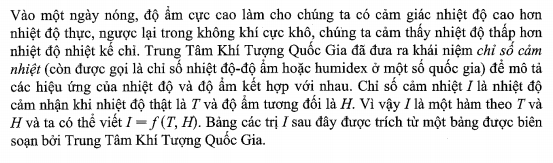 Vào một ngày nóng, độ ẩm cực cao làm cho chúng ta có cảm giác nhiệt độ cao hơn
nhiệt độ thực, ngược lại trong không khí cực khô, chúng ta cảm thấy nhiệt độ thấp hơn
nhiệt độ nhiệt kế chỉ. Trung Tâm Khí Tượng Quốc Gia đã đưa ra khái niệm chỉ số cảm
nhiệt (còn được gọi là chỉ số nhiệt độ-độ ẩm hoặc humidex ở một số quốc gia) để mô tả
các hiệu ứng của nhiệt độ và độ ẩm kết hợp với nhau. Chỉ số cảm nhiệt I là nhiệt độ
cảm nhận khi nhiệt độ thật là T và độ ẩm tương đối là H. Vì vậy I là một hàm theo T và
H và ta có thể viết I = f (T, H). Bảng các trị I sau đây được trích từ một bảng được biên
soạn bởi Trung Tâm Khí Tượng Quốc Gia.